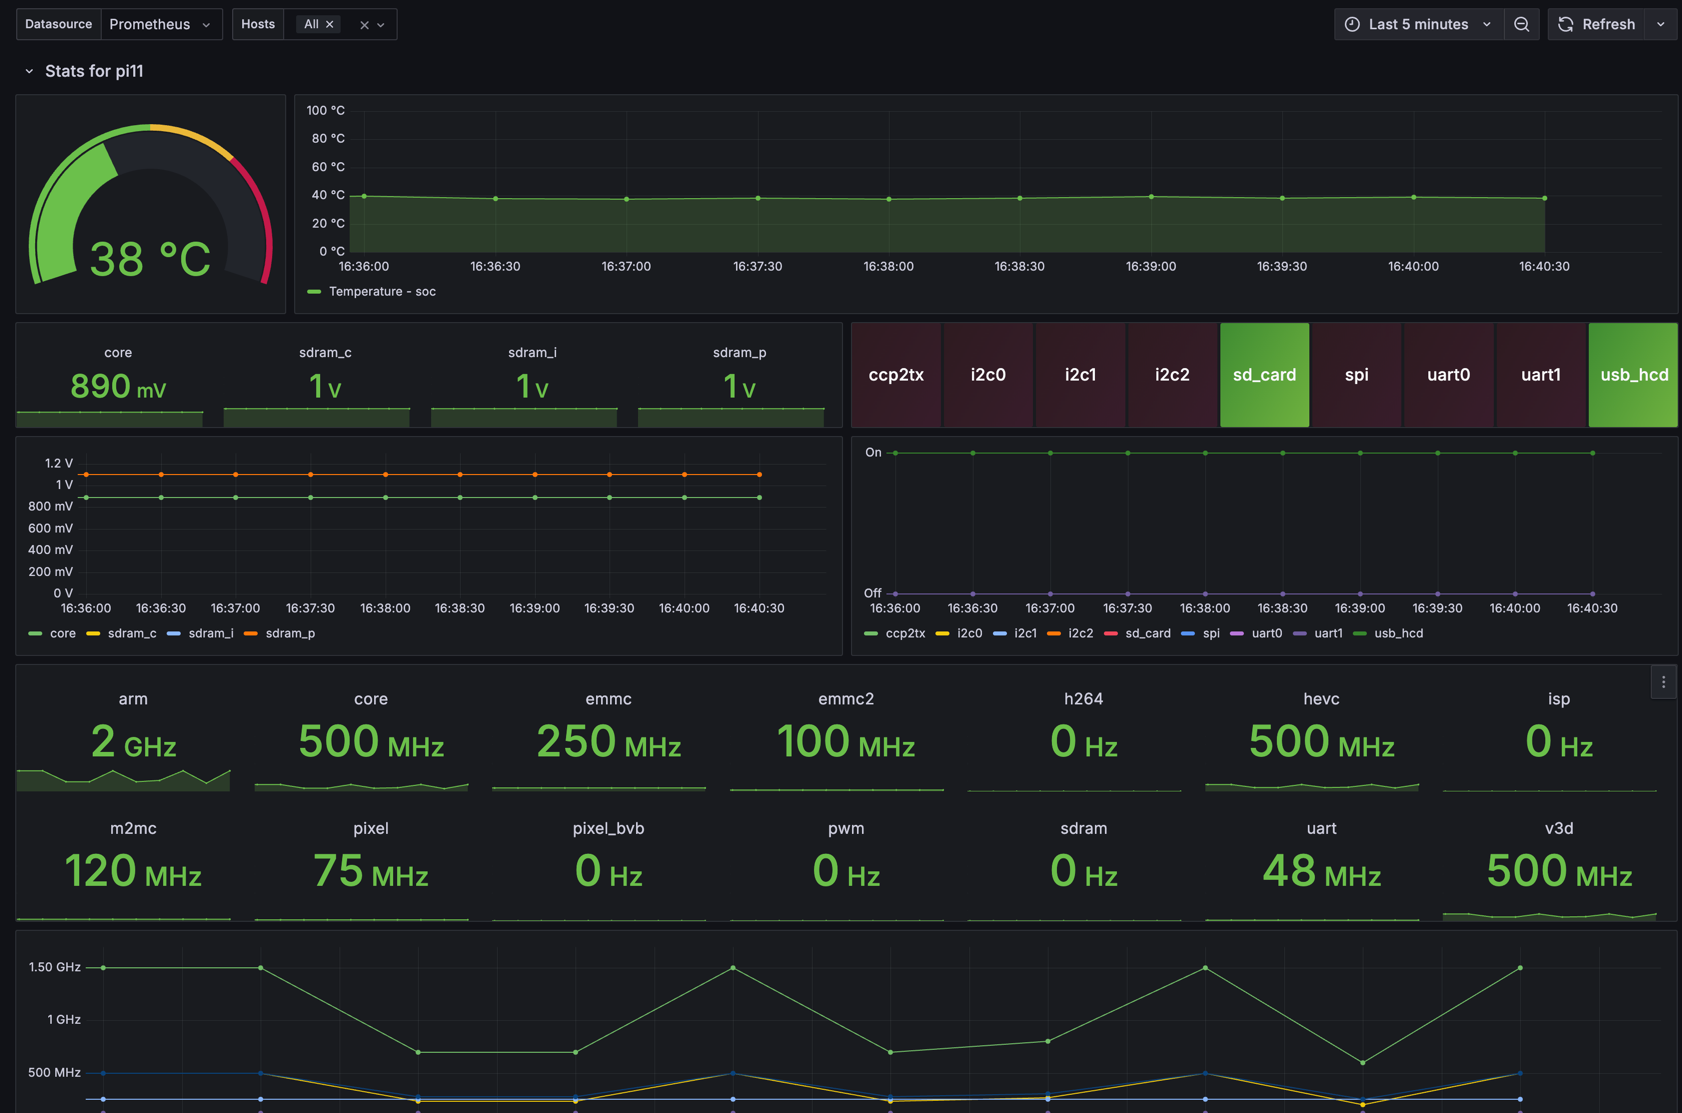 Datasource Prometheus Hosts All Last 5 minutes Refresh
Stats for pi11
38 °C
100 °C
80 °C
60 °C
40 °C
20 °C
0 °C
16:36:00 16:36:30 16:37:00 16:37:30 16:38:00 16:38:30 16:39:00 16:39:30 16:40:00 16:40:30
Temperature - soc
core sdram_c sdram_i sdram_p
890 mV 1 V 1 V 1 V
ccp2tx i2c0 i2c1 i2c2 sd_card spi uart0 uart1 usb_hcd
1.2 V
1 V
800 mV
600 mV
400 mV
200 mV
0 V
16:36:00 16:36:30 16:37:00 16:37:30 16:38:00 16:38:30 16:39:00 16:39:30 16:40:00 16:40:30
core sdram_c sdram_i sdram_p
On
Off
16:36:00 16:36:30 16:37:00 16:37:30 16:38:00 16:38:30 16:39:00 16:39:30 16:40:00 16:40:30
ccp2tx i2c0 i2c1 i2c2 sd_card spi uart0 uart1 usb_hcd
arm core emmc emmc2 h264 hevc isp
2 GHz 500 MHz 250 MHz 100 MHz 0 Hz 500 MHz 0 Hz
m2mc pixel pixel_bvb pwm sdram uart v3d
120 MHz 75 MHz 0 Hz 0 Hz 0 Hz 48 MHz 500 MHz
1.50 GHz
1 GHz
500 MHz